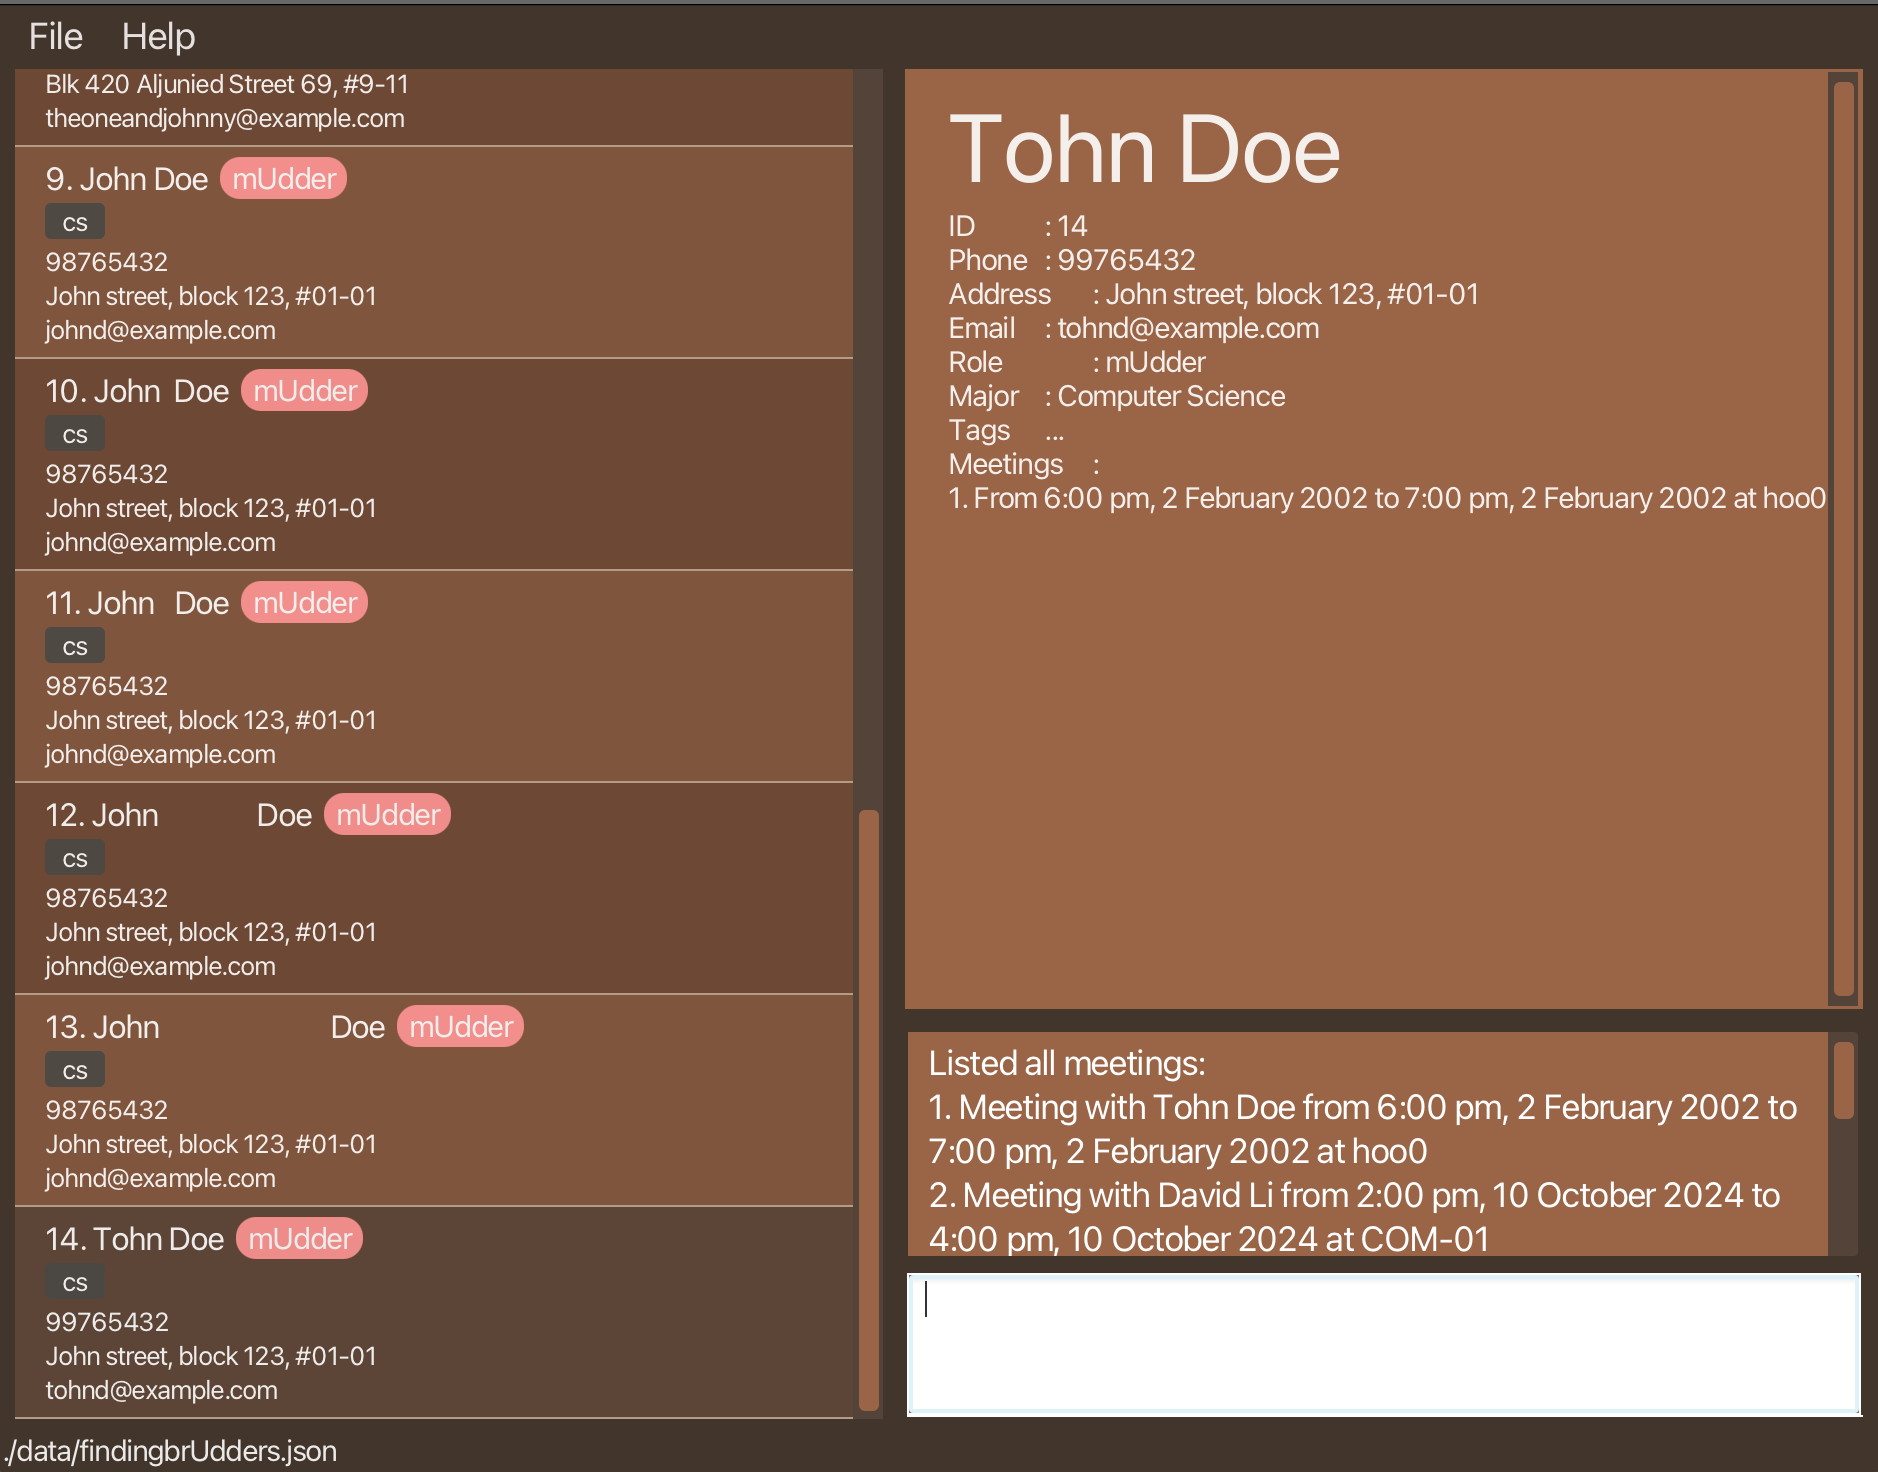 File Help
Blk 420 Aljunied Street 69, #9-11
theoneandjohnny@example.com
9. John Doe mUdder
cs
98765432
John street, block 123, #01-01
johnd@example.com
10. John  Doe mUdder
cs
98765432
John street, block 123, #01-01
johnd@example.com
11. John   Doe mUdder
cs
98765432
John street, block 123, #01-01
johnd@example.com
12. John              Doe mUdder
cs
98765432
John street, block 123, #01-01
johnd@example.com
13. John                         Doe mUdder
cs
98765432
John street, block 123, #01-01
johnd@example.com
14. Tohn Doe mUdder
cs
99765432
John street, block 123, #01-01
tohnd@example.com
Tohn Doe
ID : 14
Phone : 99765432
Address : John street, block 123, #01-01
Email : tohnd@example.com
Role : mUdder
Major : Computer Science
Tags ...
Meetings :
1. From 6:00 pm, 2 February 2002 to 7:00 pm, 2 February 2002 at hoo0
Listed all meetings:
1. Meeting with Tohn Doe from 6:00 pm, 2 February 2002 to
7:00 pm, 2 February 2002 at hoo0
2. Meeting with David Li from 2:00 pm, 10 October 2024 to
4:00 pm, 10 October 2024 at COM-01
./data/findingbrUdders.json